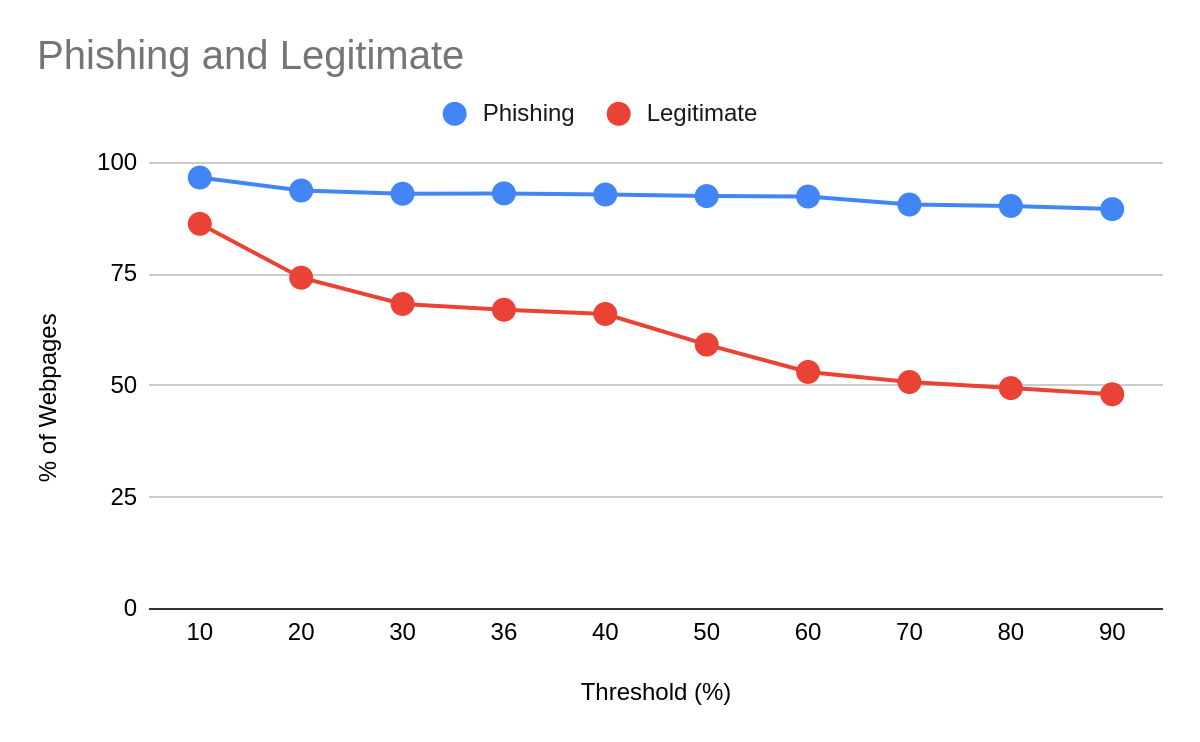 Phishing and Legitimate
Phishing Legitimate
100
75
50
25
0
% of Webpages
10 20 30 36 40 50 60 70 80 90
Threshold (%)